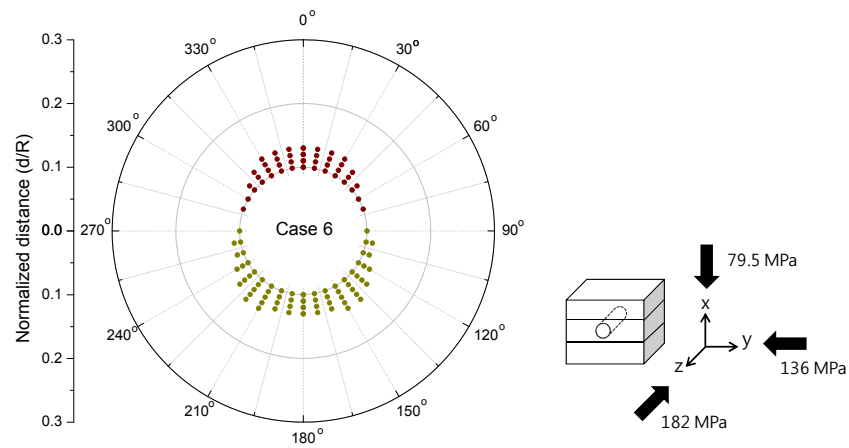 0°
30°
60°
90°
120°
150°
180°
210°
240°
270°
300°
330°
0.3
0.2
0.1
0.0
0.1
0.2
0.3
Normalized distance (d/R)
Case 6
79.5 MPa
x
y
z
136 MPa
182 MPa